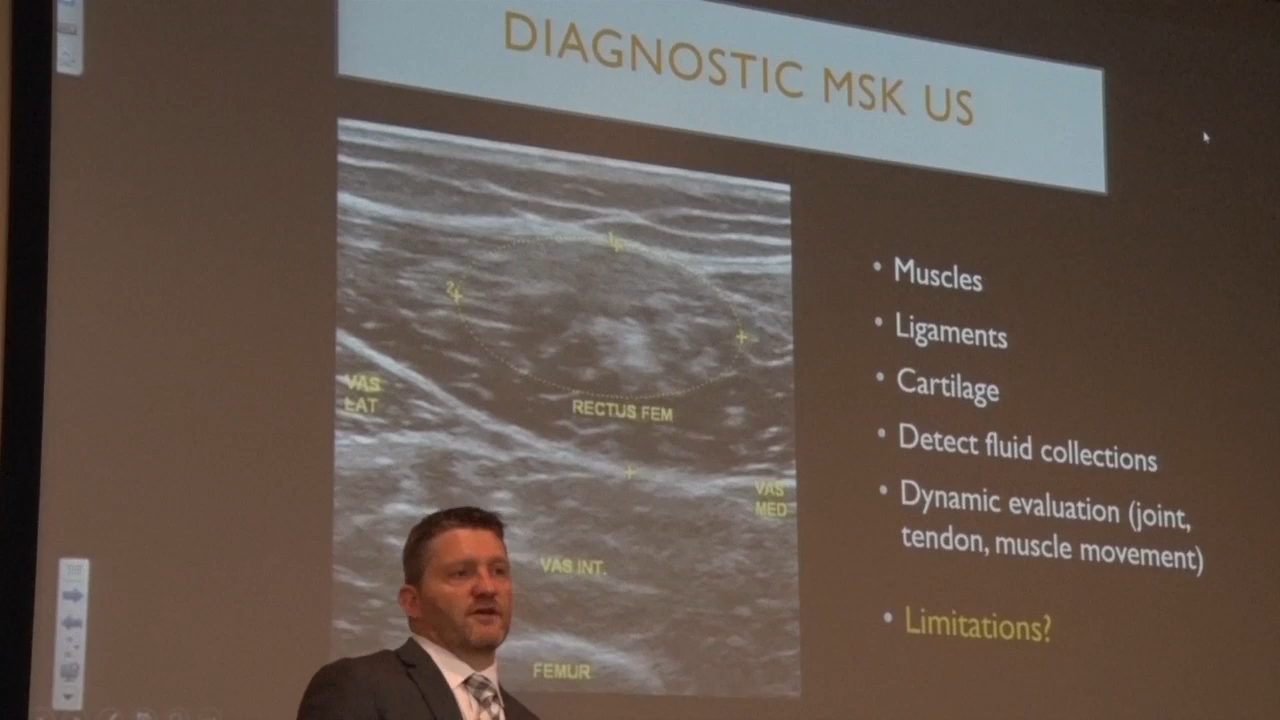 DIAGNOSTIC MSK US
VAS
LAT
RECTUS FEM
VAS
MED
VAS INT.
FEMUR
• Muscles
• Ligaments
• Cartilage
• Detect fluid collections
• Dynamic evaluation (joint,
tendon, muscle movement)
• Limitations?